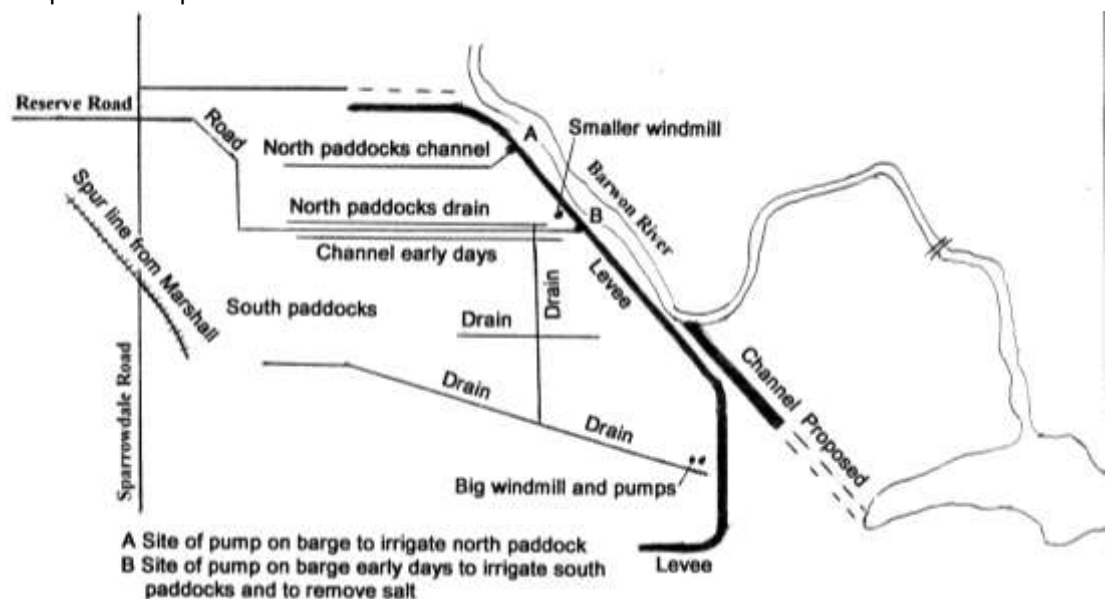 Reserve Road
Road
A
Smaller windmill
North paddocks channel
Barwon River
Spur line from Marshall
North paddocks drain
B
Channel early days
Levee
Drain
South paddocks
Drain
Channel Proposed
Drain
Drain
Sparrowdale Road
Big windmill and pumps
A Site of pump on barge to irrigate north paddock
B Site of pump on barge early days to irrigate south
paddocks and to remove salt
Levee